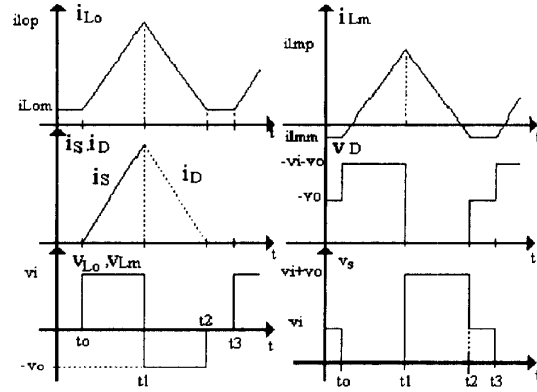 ilop
iLo
iLom
t
iLm
ilmp
ilmm
t
iS,iD
iS
iD
t
vD
-vi-vo
-vo
t
vLo,vLm
vi
-vo
to
t1
t2
t3
t
vs
vi+vo
vi
to
t1
t2
t3
t